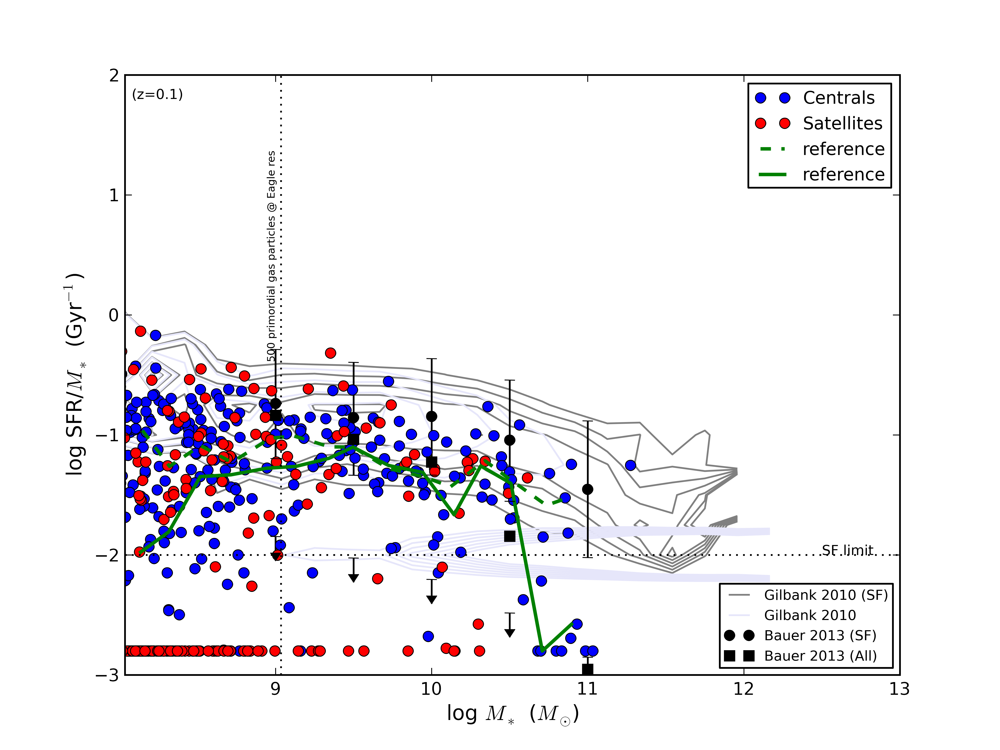 2
1
0
−1
−2
−3
9
10
11
12
13
log SFR/M* (Gyr−1)
log M* (M⊙)
(z=0.1)
500 primordial gas particles @ Eagle res
Centrals
Satellites
reference
reference
SF limit
Gilbank 2010 (SF)
Gilbank 2010
Bauer 2013 (SF)
Bauer 2013 (All)